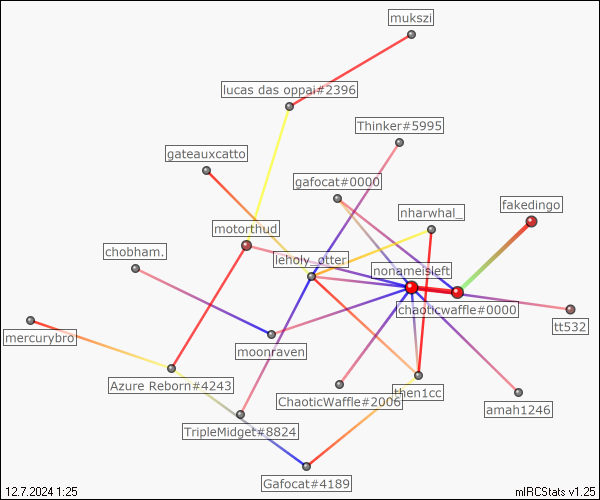 mukszi
lucas das oppai#2396
Thinker#5995
gateauxcatto
gafocat#0000
fakedingo
nharwhal_
motorthud
chobham.
leholy_otter
nonameisleft
chaoticwaffle#0000
tt532
mercurybro
moonraven
Azure Reborn#4243
then1cc
ChaoticWaffle#2006
amah1246
TripleMidget#8824
Gafocat#4189
12.7.2024 1:25
mIRCStats v1.25